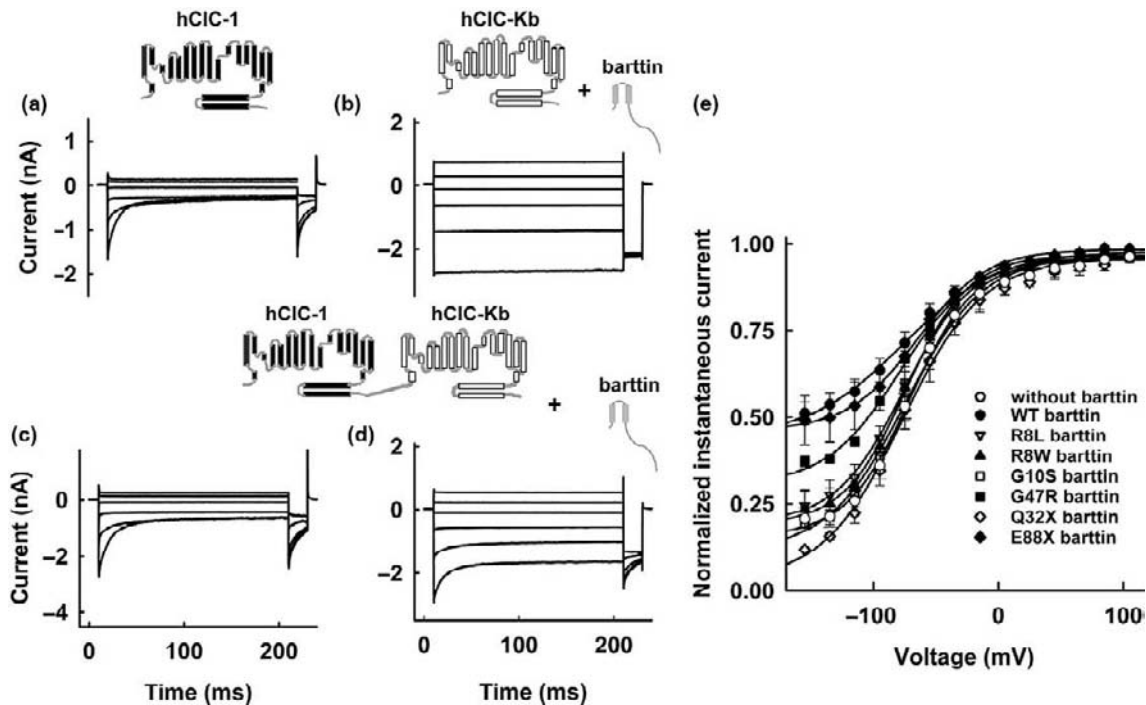 hClC-1
hClC-Kb
barttin
+
(a)
(b)
(e)
Current (nA)
1
0
−1
−2
2
0
−2
hClC-1
hClC-Kb
barttin
+
(c)
(d)
Current (nA)
0
−2
−4
2
0
−2
0
100
200
Time (ms)
0
100
200
Time (ms)
Normalized instantaneous current
1.00
0.75
0.50
0.25
0.00
without barttin
WT barttin
R8L barttin
R8W barttin
G10S barttin
G47R barttin
Q32X barttin
E88X barttin
−100
0
100
Voltage (mV)